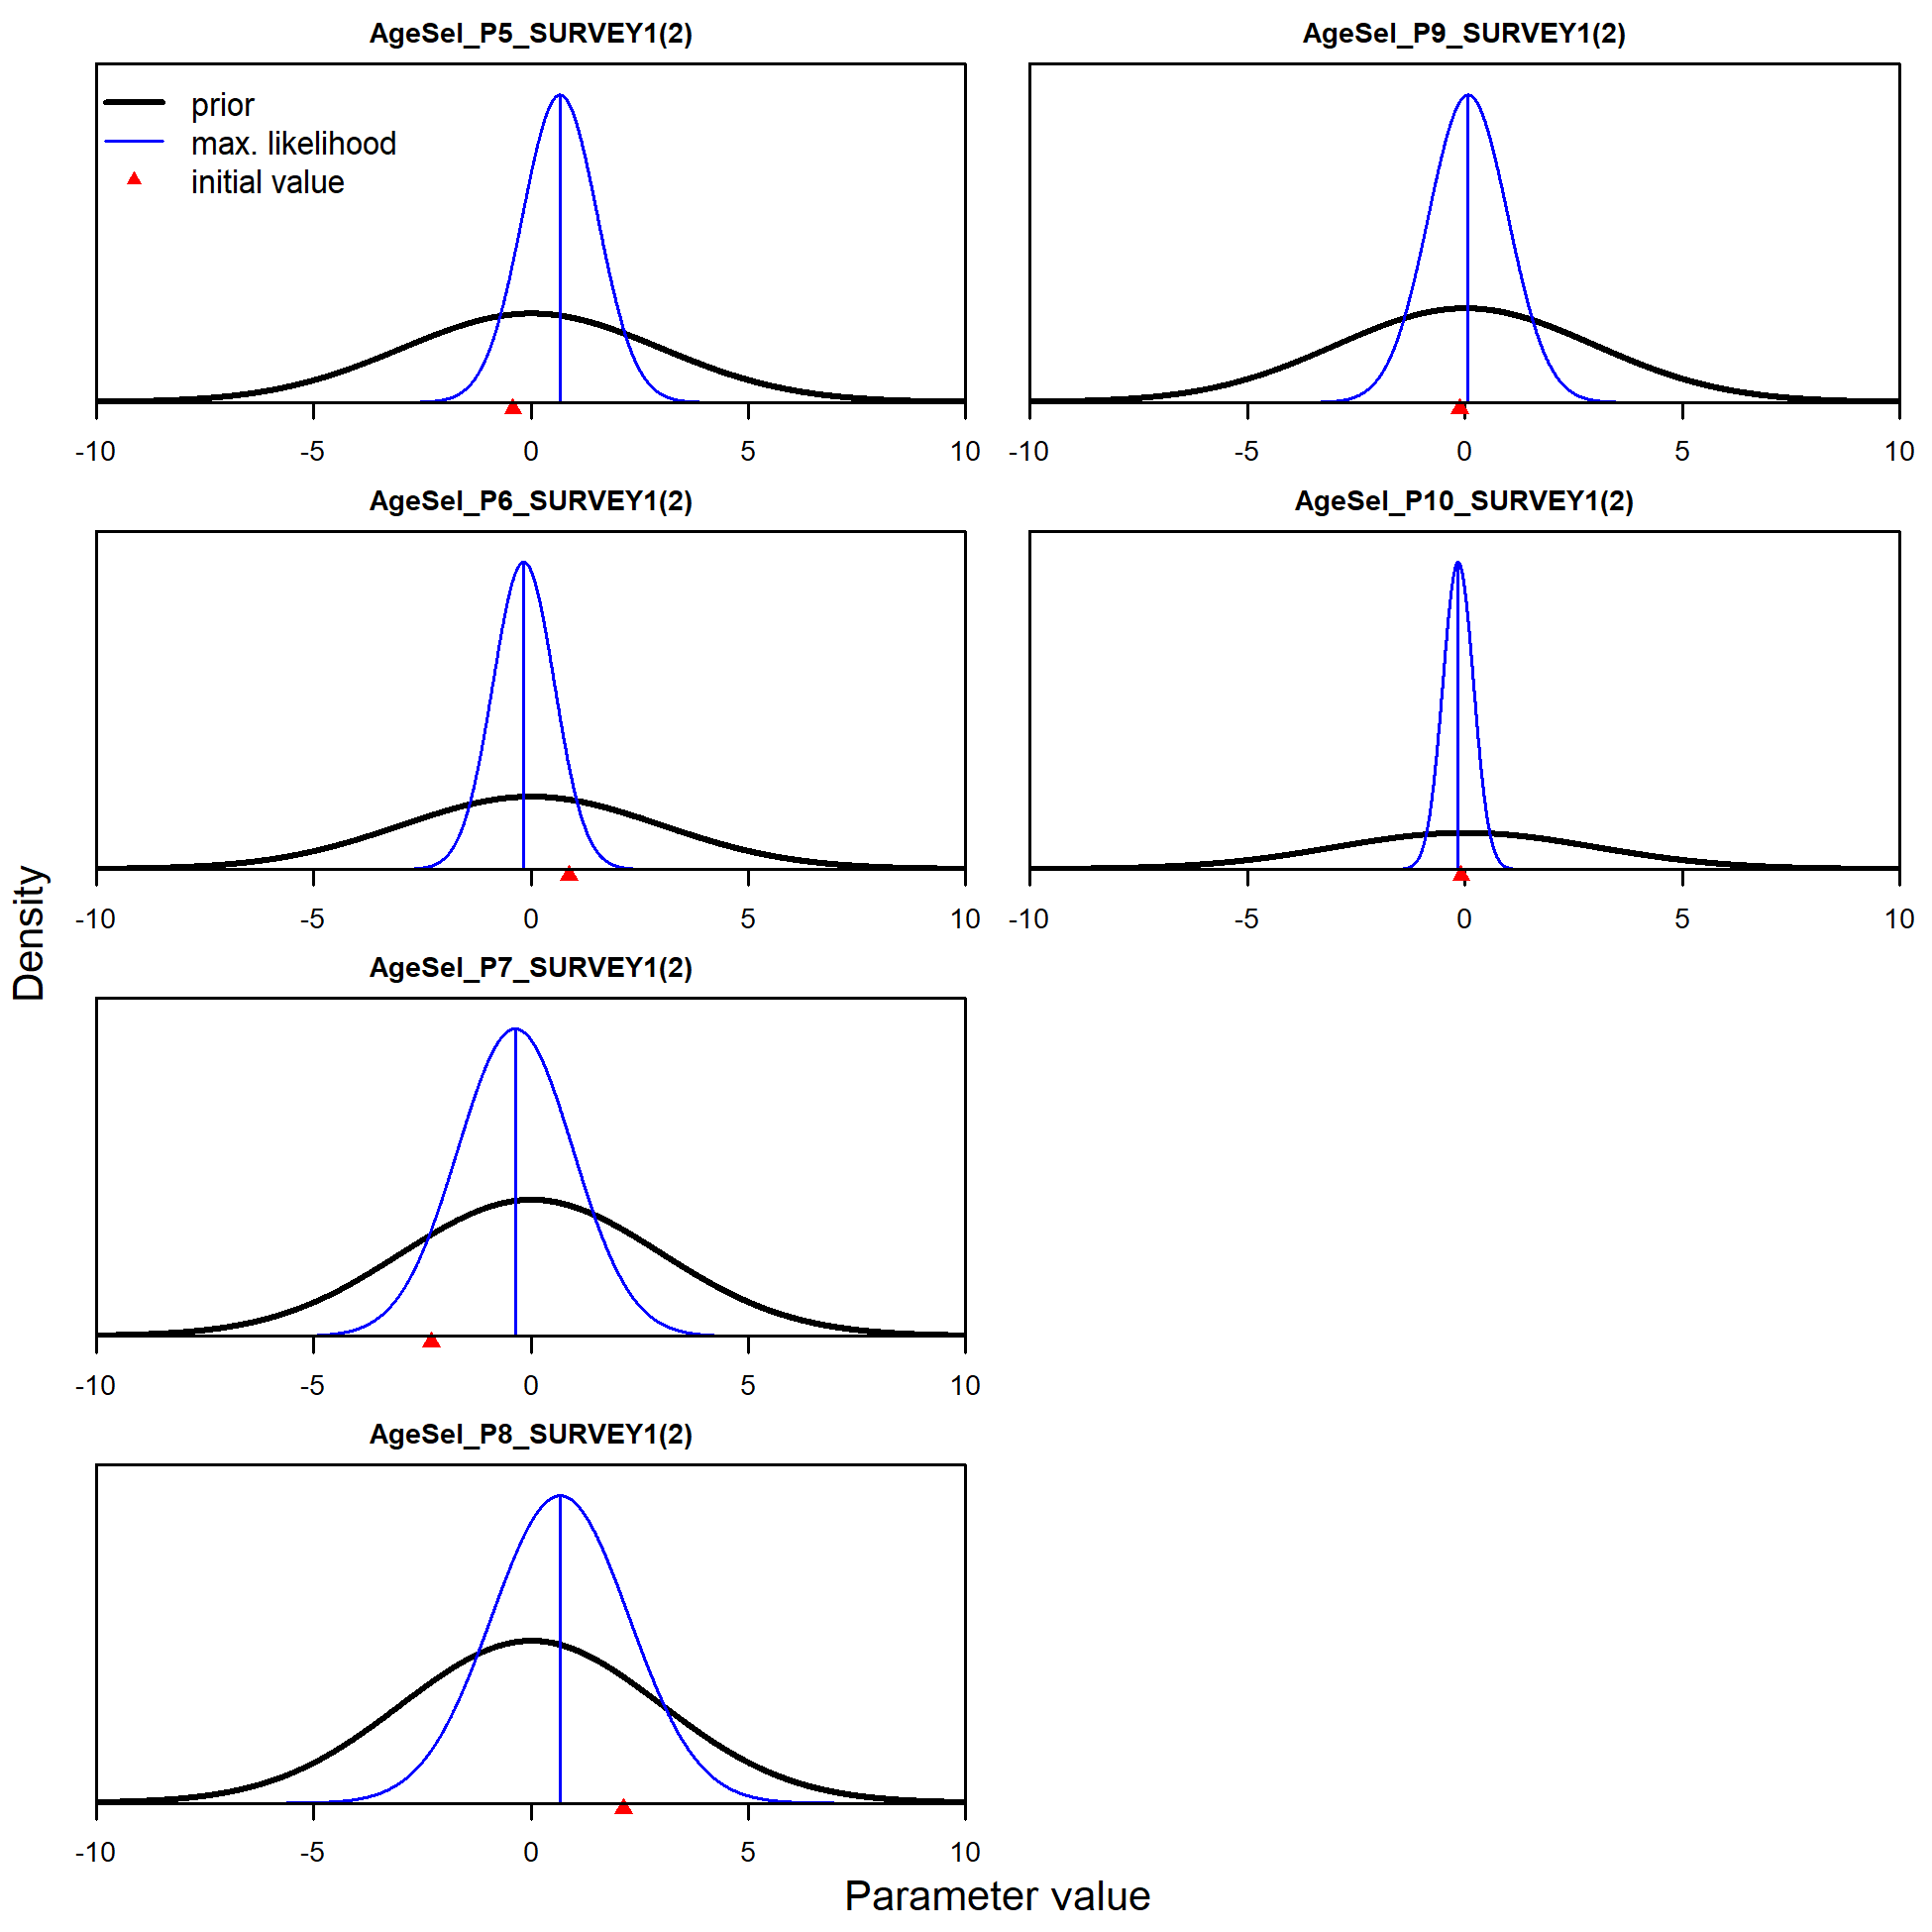 AgeSel_P5_SURVEY1(2)
prior
max. likelihood
initial value
-10 -5 0 5 10
AgeSel_P9_SURVEY1(2)
-10 -5 0 5 10
AgeSel_P6_SURVEY1(2)
-10 -5 0 5 10
AgeSel_P10_SURVEY1(2)
-10 -5 0 5 10
AgeSel_P7_SURVEY1(2)
-10 -5 0 5 10
AgeSel_P8_SURVEY1(2)
-10 -5 0 5 10
Density
Parameter value